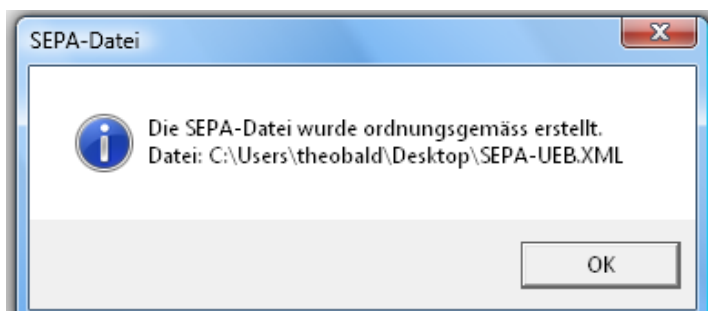 SEPA-Datei
Die SEPA-Datei wurde ordnungsgemäss erstellt.
Datei: C:\Users\theobald\Desktop\SEPA-UEB.XML
OK